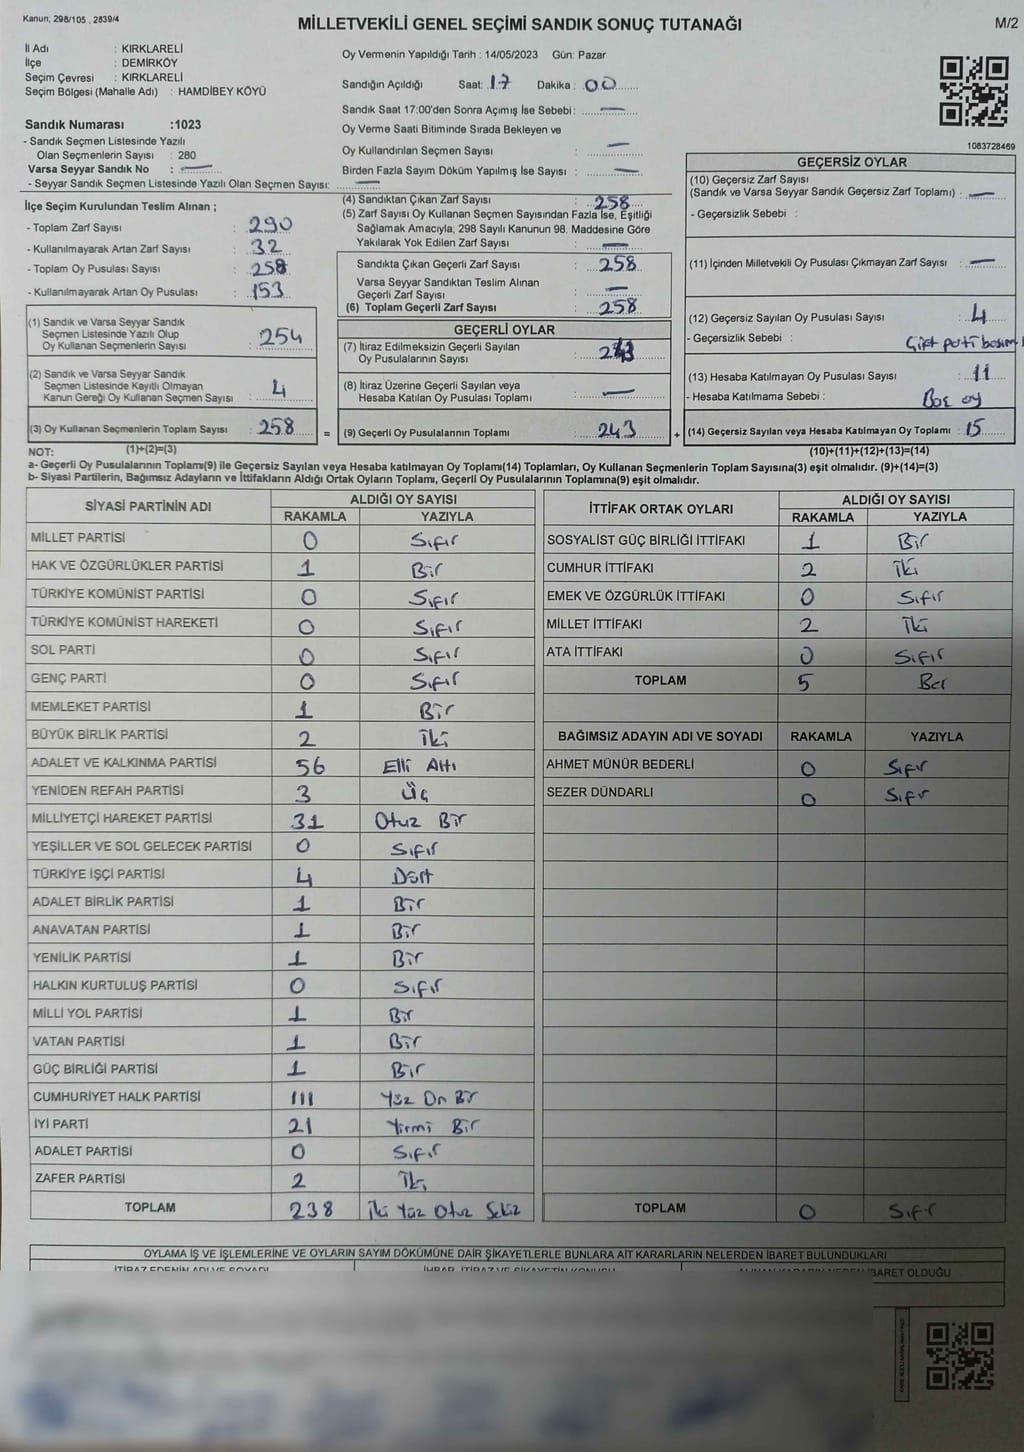 Kanun, 298/105 , 2839/4
MİLLETVEKİLİ GENEL SEÇİMİ SANDIK SONUÇ TUTANAĞI
M/2
İl Adı : KIRKLARELİ
İlçe : DEMİRKÖY
Seçim Çevresi : KIRKLARELİ
Seçim Bölgesi (Mahalle Adı) : HAMDİBEY KÖYÜ
Sandık Numarası :1023
- Sandık Seçmen Listesinde Yazılı
Olan Seçmenlerin Sayısı : 280
Varsa Seyyar Sandık No : —
- Seyyar Sandık Seçmen Listesinde Yazılı Olan Seçmen Sayısı: —
Oy Vermenin Yapıldığı Tarih : 14/05/2023 Gün: Pazar
Sandığın Açıldığı Saat: 17 Dakika : 00
Sandık Saat 17:00'den Sonra Açımış İse Sebebi : —
Oy Verme Saati Bitiminde Sırada Bekleyen ve
Oy Kullandırılan Seçmen Sayısı : —
Birden Fazla Sayım Döküm Yapılmış İse Sayısı : —
1083728469
İlçe Seçim Kurulundan Teslim Alınan ;
- Toplam Zarf Sayısı : 290
- Kullanılmayarak Artan Zarf Sayısı : 32
- Toplam Oy Pusulası Sayısı : 258
- Kullanılmayarak Artan Oy Pusulası : 153
(1) Sandık ve Varsa Seyyar Sandık
Seçmen Listesinde Yazılı Olup
Oy Kullanan Seçmenlerin Sayısı : 254
(2) Sandık ve Varsa Seyyar Sandık
Seçmen Listesinde Kayıtlı Olmayan
Kanun Gereği Oy Kullanan Seçmen Sayısı : 4
(3) Oy Kullanan Seçmenlerin Toplam Sayısı : 258 =
(4) Sandıktan Çıkan Zarf Sayısı : 258
(5) Zarf Sayısı Oy Kullanan Seçmen Sayısından Fazla İse, Eşitliği
Sağlamak Amacıyla, 298 Sayılı Kanunun 98. Maddesine Göre
Yakılarak Yok Edilen Zarf Sayısı : —
Sandıkta Çıkan Geçerli Zarf Sayısı : 258
Varsa Seyyar Sandıktan Teslim Alınan
Geçerli Zarf Sayısı : —
(6) Toplam Geçerli Zarf Sayısı : 258
GEÇERLİ OYLAR
(7) İtiraz Edilmeksizin Geçerli Sayılan
Oy Pusulalarının Sayısı : 243
(8) İtiraz Üzerine Geçerli Sayılan veya
Hesaba Katılan Oy Pusulası Toplamı : —
(9) Geçerli Oy Pusulalarının Toplamı : 243 +
GEÇERSİZ OYLAR
(10) Geçersiz Zarf Sayısı
(Sandık ve Varsa Seyyar Sandık Geçersiz Zarf Toplamı) : —
- Geçersizlik Sebebi :
(11) İçinden Milletvekili Oy Pusulası Çıkmayan Zarf Sayısı : —
(12) Geçersiz Sayılan Oy Pusulası Sayısı : 4
- Geçersizlik Sebebi :
(13) Hesaba Katılmayan Oy Pusulası Sayısı : 11
- Hesaba Katılmama Sebebi : Boş oy
(14) Geçersiz Sayılan veya Hesaba Katılmayan Oy Toplamı : 15
NOT: (1)+(2)=(3) (10)+(11)+(12)+(13)=(14)
a- Geçerli Oy Pusulalarının Toplamı(9) ile Geçersiz Sayılan veya Hesaba katılmayan Oy Toplamı(14) Toplamları, Oy Kullanan Seçmenlerin Toplam Sayısına(3) eşit olmalıdır. (9)+(14)=(3)
b- Siyasi Partilerin, Bağımsız Adayların ve İttifakların Aldığı Ortak Oyların Toplamı, Geçerli Oy Pusulalarının Toplamına(9) eşit olmalıdır.
SİYASİ PARTİNİN ADI ALDIĞI OY SAYISI
RAKAMLA YAZIYLA
MİLLET PARTİSİ 0 Sıfır
HAK VE ÖZGÜRLÜKLER PARTİSİ 1 Bir
TÜRKİYE KOMÜNİST PARTİSİ 0 Sıfır
TÜRKİYE KOMÜNİST HAREKETİ 0 Sıfır
SOL PARTİ 0 Sıfır
GENÇ PARTİ 0 Sıfır
MEMLEKET PARTİSİ 1 Bir
BÜYÜK BİRLİK PARTİSİ 2 İki
ADALET VE KALKINMA PARTİSİ 56 Elli Altı
YENİDEN REFAH PARTİSİ 3 Üç
MİLLİYETÇİ HAREKET PARTİSİ 31 Otuz Bir
YEŞİLLER VE SOL GELECEK PARTİSİ 0 Sıfır
TÜRKİYE İŞÇİ PARTİSİ 4 Dört
ADALET BİRLİK PARTİSİ 1 Bir
ANAVATAN PARTİSİ 1 Bir
YENİLİK PARTİSİ 1 Bir
HALKIN KURTULUŞ PARTİSİ 0 Sıfır
MİLLİ YOL PARTİSİ 1 Bir
VATAN PARTİSİ 1 Bir
GÜÇ BİRLİĞİ PARTİSİ 1 Bir
CUMHURİYET HALK PARTİSİ 111 Yüz On Bir
İYİ PARTİ 21 Yirmi Bir
ADALET PARTİSİ 0 Sıfır
ZAFER PARTİSİ 2 İki
TOPLAM 238 İki Yüz Otuz Sekiz
İTTİFAK ORTAK OYLARI ALDIĞI OY SAYISI
RAKAMLA YAZIYLA
SOSYALİST GÜÇ BİRLİĞİ İTTİFAKI 1 Bir
CUMHUR İTTİFAKI 2 İki
EMEK VE ÖZGÜRLÜK İTTİFAKI 0 Sıfır
MİLLET İTTİFAKI 2 İki
ATA İTTİFAKI 0 Sıfır
TOPLAM 5 Beş
BAĞIMSIZ ADAYIN ADI VE SOYADI RAKAMLA YAZIYLA
AHMET MÜNÜR BEDERLİ 0 Sıfır
SEZER DÜNDARLI 0 Sıfır
TOPLAM 0 Sıfır
OYLAMA İŞ VE İŞLEMLERİNE VE OYLARIN SAYIM DÖKÜMÜNE DAİR ŞİKAYETLERLE BUNLARA AİT KARARLARIN NELERDEN İBARET BULUNDUKLARI
İTİRAZ EDENİN ADI VE SOYADI İHBAR, İTİRAZ VE ŞİKAYETİN KONUSU İBARET OLDUĞU